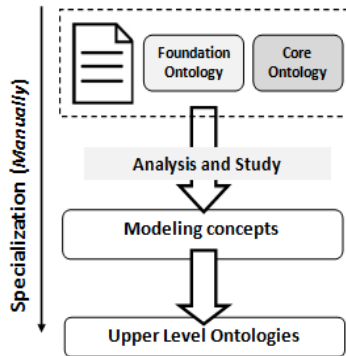 Foundation
Ontology
Core
Ontology
Analysis and Study
Modeling concepts
Upper Level Ontologies
Specialization (Manually)